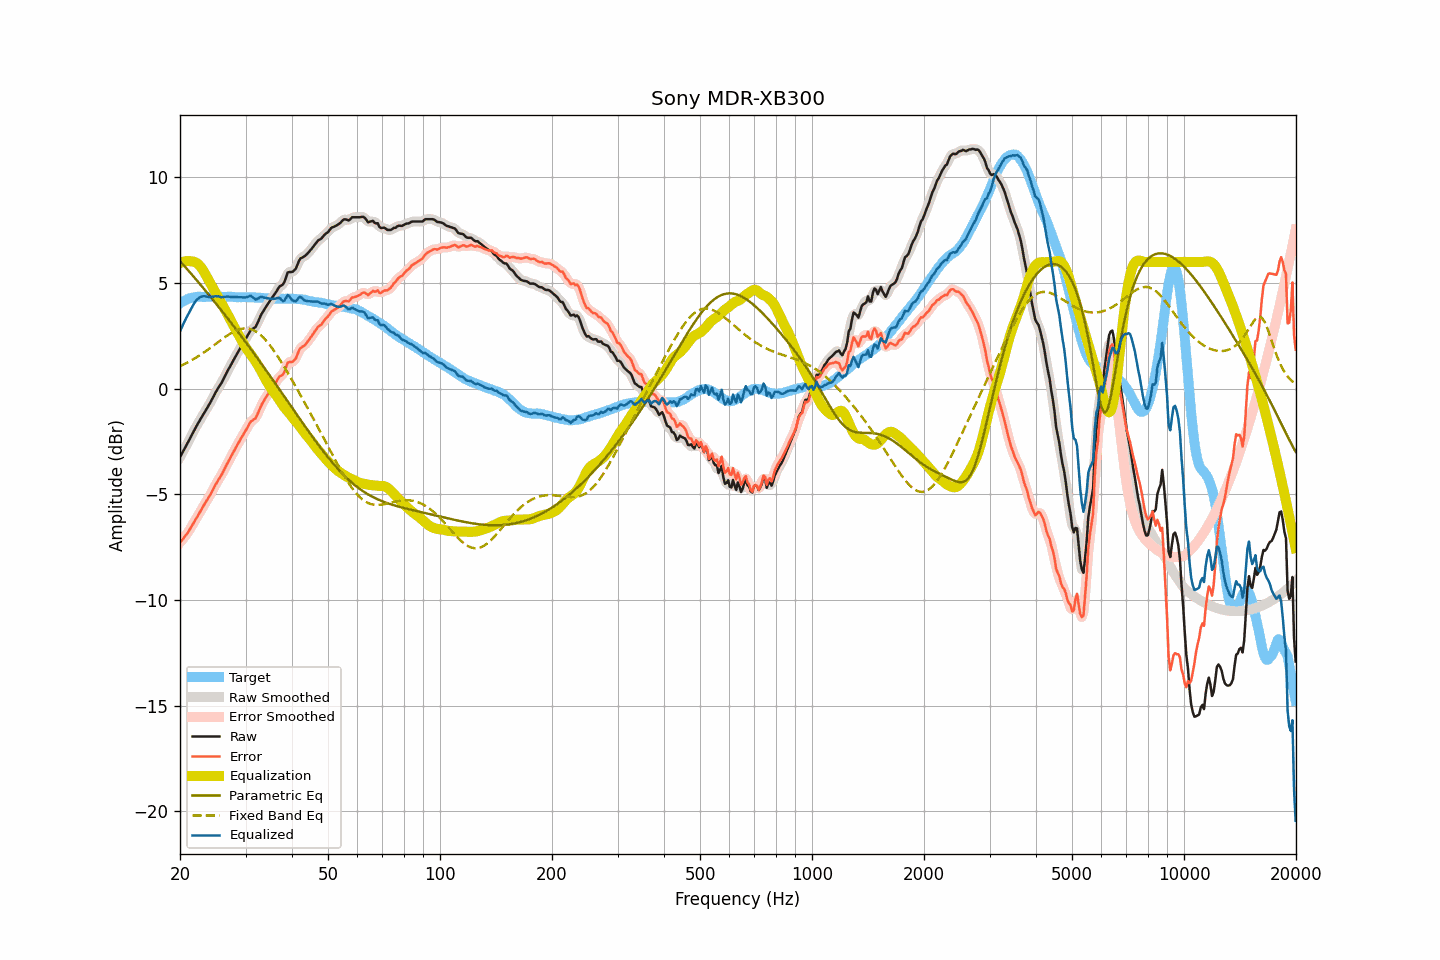 Sony MDR-XB300
Amplitude (dBr)
10
5
0
−5
−10
−15
−20
Target
Raw Smoothed
Error Smoothed
Raw
Error
Equalization
Parametric Eq
Fixed Band Eq
Equalized
20 50 100 200 500 1000 2000 5000 10000 20000
Frequency (Hz)